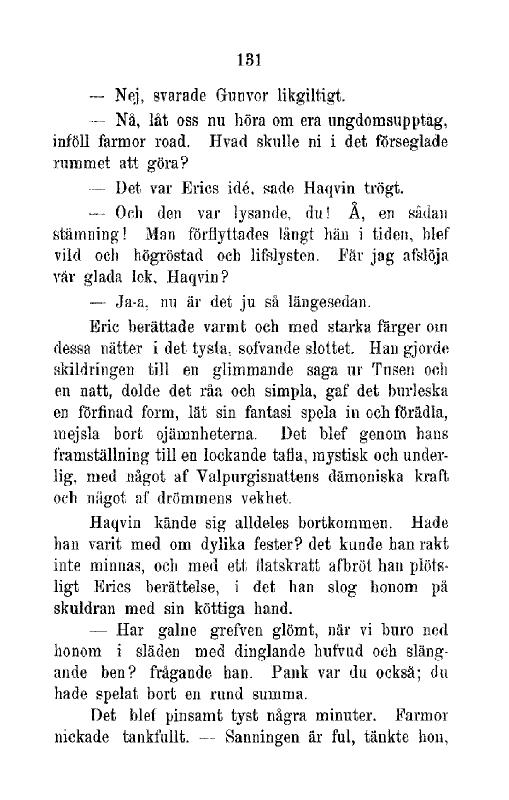 131
— Nej, svarade Gunvor likgiltigt.
— Nå, låt oss nu höra om era ungdomsupptåg,
inföll farmor road. Hvad skulle ni i det förseglade
rummet att göra?
— Det var Erics idé, sade Haqvin trögt.
— Och den var lysande, du! Å, en sådan
stämning! Man förflyttades långt hän i tiden, blef
vild och högröstad och lifslysten. Får jag afslöja
vår glada lek, Haqvin?
— Ja-a, nu är det ju så längesedan.
Eric berättade varmt och med starka färger om
dessa nätter i det tysta, sofvande slottet. Han gjorde
skildringen till en glimmande saga ur Tusen och
en natt, dolde det råa och simpla, gaf det burleska
en förfinad form, lät sin fantasi spela in och förädla,
mejsla bort ojämnheterna. Det blef genom hans
framställning till en lockande tafla, mystisk och under-
lig, med något af Valpurgisnattens dämoniska kraft
och något af drömmens vekhet.
Haqvin kände sig alldeles bortkommen. Hade
han varit med om dylika fester? det kunde han rakt
inte minnas, och med ett flatskratt afbröt han plöts-
ligt Erics berättelse, i det han slog honom på
skuldran med sin köttiga hand.
— Har galne grefven glömt, när vi buro ned
honom i släden med dinglande hufvud och släng-
ande ben? frågande han. Pank var du också; du
hade spelat bort en rund summa.
Det blef pinsamt tyst några minuter. Farmor
nickade tankfullt. — Sanningen är ful, tänkte hon,